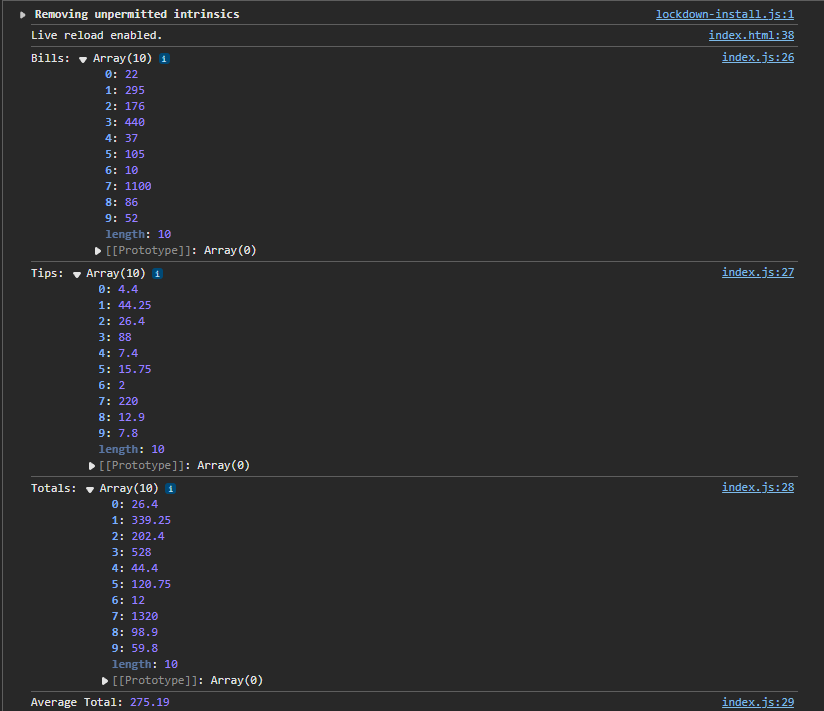 ▶ Removing unpermitted intrinsics lockdown-install.js:1
Live reload enabled. index.html:38
Bills: ▼ Array(10) i index.js:26
0: 22
1: 295
2: 176
3: 440
4: 37
5: 105
6: 10
7: 1100
8: 86
9: 52
length: 10
▶ [[Prototype]]: Array(0)
Tips: ▼ Array(10) i index.js:27
0: 4.4
1: 44.25
2: 26.4
3: 88
4: 7.4
5: 15.75
6: 2
7: 220
8: 12.9
9: 7.8
length: 10
▶ [[Prototype]]: Array(0)
Totals: ▼ Array(10) i index.js:28
0: 26.4
1: 339.25
2: 202.4
3: 528
4: 44.4
5: 120.75
6: 12
7: 1320
8: 98.9
9: 59.8
length: 10
▶ [[Prototype]]: Array(0)
Average Total: 275.19 index.js:29